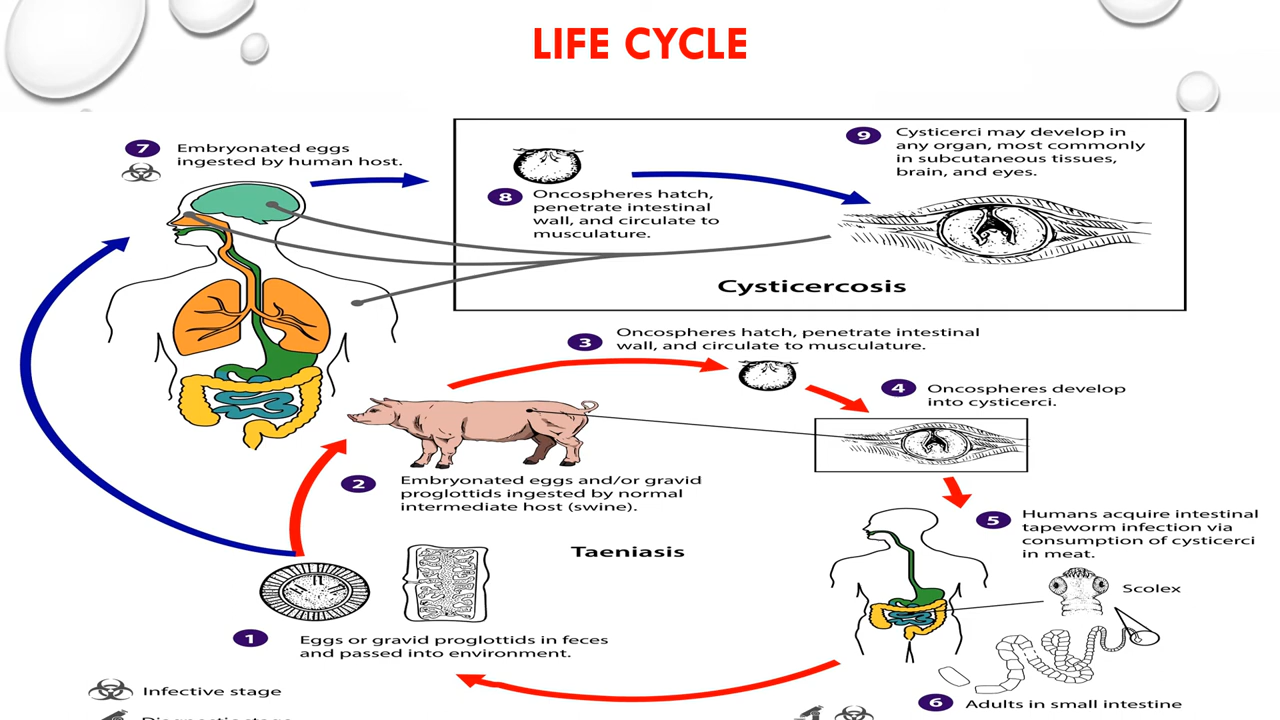 LIFE CYCLE
7 Embryonated eggs
ingested by human host.
8 Oncospheres hatch,
penetrate intestinal
wall, and circulate to
musculature.
9 Cysticerci may develop in
any organ, most commonly
in subcutaneous tissues,
brain, and eyes.
Cysticercosis
3 Oncospheres hatch, penetrate intestinal
wall, and circulate to musculature.
4 Oncospheres develop
into cysticerci.
2 Embryonated eggs and/or gravid
proglottids ingested by normal
intermediate host (swine).
5 Humans acquire intestinal
tapeworm infection via
consumption of cysticerci
in meat.
Taeniasis
Scolex
1 Eggs or gravid proglottids in feces
and passed into environment.
6 Adults in small intestine
Infective stage
Diagnostic stage